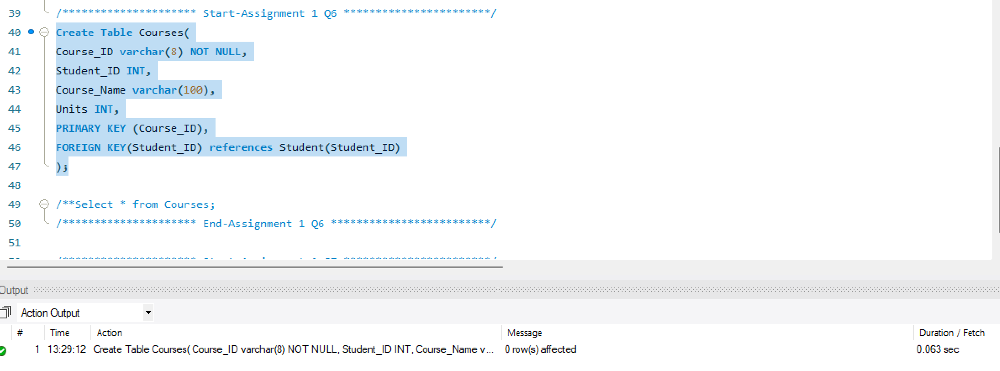 39 /********************* Start-Assignment 1 Q6 ***********************/
40 Create Table Courses(
41 Course_ID varchar(8) NOT NULL,
42 Student_ID INT,
43 Course_Name varchar(100),
44 Units INT,
45 PRIMARY KEY (Course_ID),
46 FOREIGN KEY(Student_ID) references Student(Student_ID)
47 );
48
49 /**Select * from Courses;
50 /********************* End-Assignment 1 Q6 *************************/
51
Output
Action Output
# Time Action Message Duration / Fetch
1 13:29:12 Create Table Courses( Course_ID varchar(8) NOT NULL, Student_ID INT, Course_Name v... 0 row(s) affected 0.063 sec